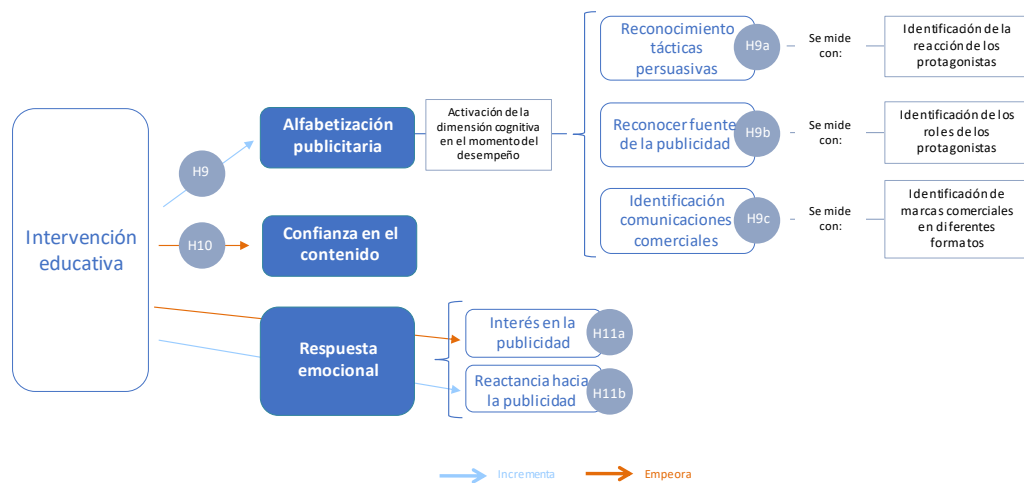 Intervención
educativa
H9
H10
Alfabetización
publicitaria
Activación de la
dimensión cognitiva
en el momento del
desempeño
Reconocimiento
tácticas
persuasivas
H9a
Se mide
con:
Identificación de la
reacción de los
protagonistas
Reconocer fuente
de la publicidad
H9b
Se mide
con:
Identificación de los
roles de los
protagonistas
Identificación
comunicaciones
comerciales
H9c
Se mide
con:
Identificación de
marcas comerciales
en diferentes
formatos
Confianza en el
contenido
Respuesta
emocional
Interés en la
publicidad
H11a
Reactancia hacia
la publicidad
H11b
Incrementa
Empeora